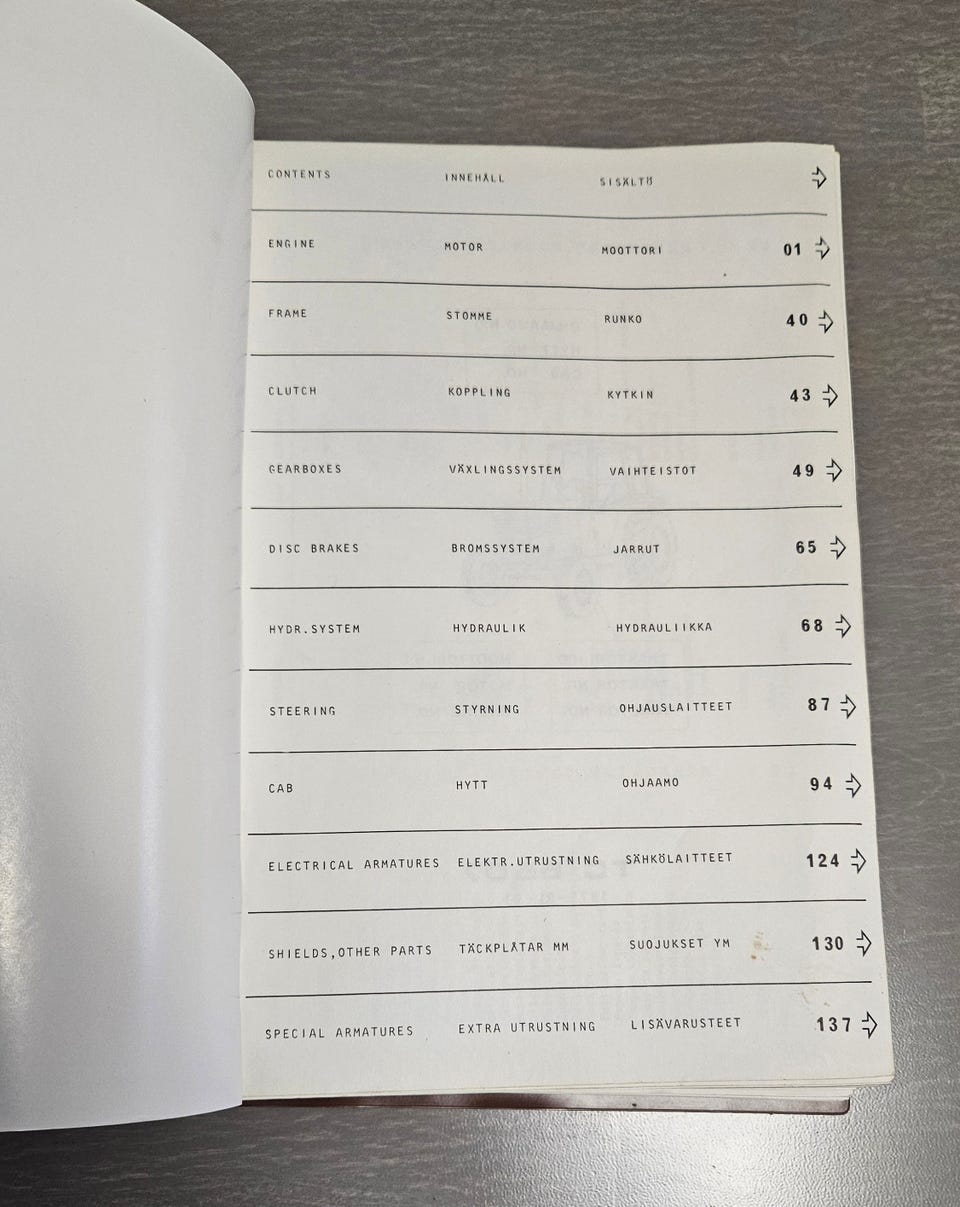 CONTENTS INNEHÅLL SISÄLTÖ
ENGINE MOTOR MOOTTORI 01
FRAME STOMME RUNKO 40
CLUTCH KOPPLING KYTKIN 43
GEARBOXES VÄXLINGSSYSTEM VAIHTEISTOT 49
DISC BRAKES BROMSSYSTEM JARRUT 65
HYDR.SYSTEM HYDRAULIK HYDRAULIIKKA 68
STEERING STYRNING OHJAUSLAITTEET 87
CAB HYTT OHJAAMO 94
ELECTRICAL ARMATURES ELEKTR.UTRUSTNING SÄHKÖLAITTEET 124
SHIELDS,OTHER PARTS TÄCKPLÅTAR MM SUOJUKSET YM 130
SPECIAL ARMATURES EXTRA UTRUSTNING LISÄVARUSTEET 137